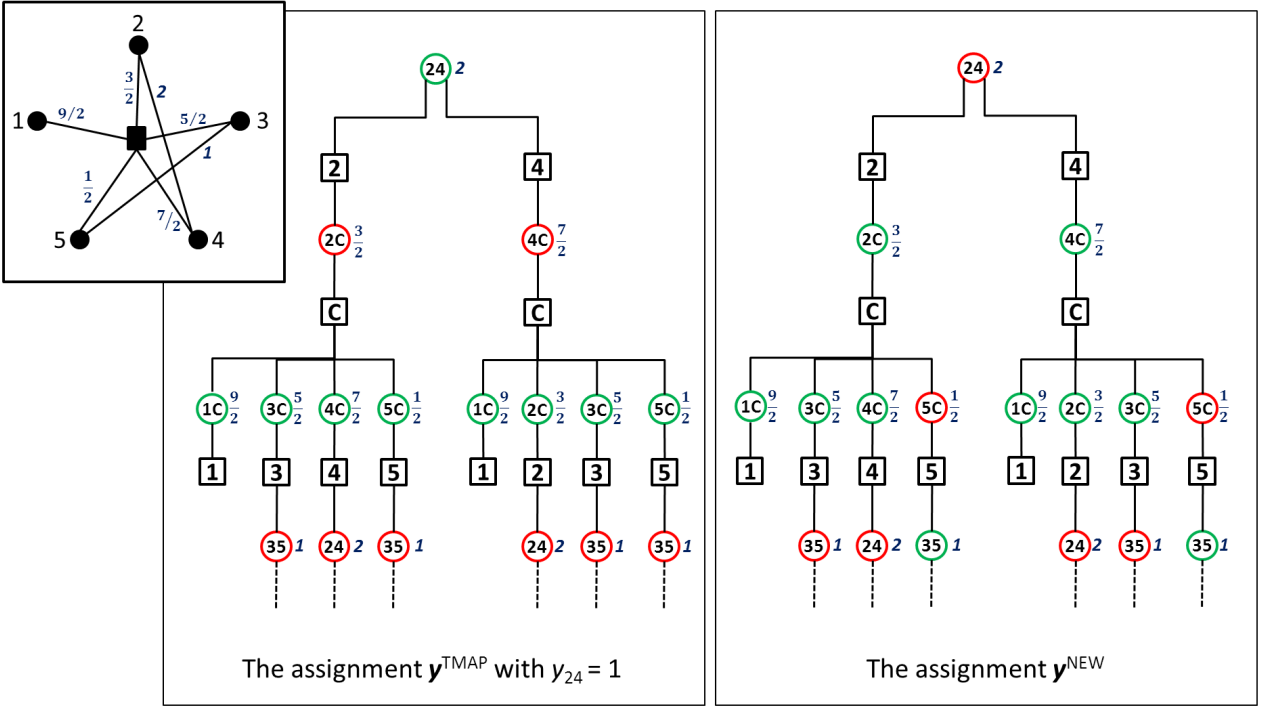 2
3/2
2
1
9/2
5/2
3
1
1/2
7/2
5
4
24 2
2
4
2C 3/2
4C 7/2
C
C
1C 9/2
3C 5/2
4C 7/2
5C 1/2
1C 9/2
2C 3/2
3C 5/2
5C 1/2
1
3
4
5
1
2
3
5
35 1
24 2
35 1
24 2
35 1
35 1
The assignment y^TMAP with y_24 = 1
24 2
2
4
2C 3/2
4C 7/2
C
C
1C 9/2
3C 5/2
4C 7/2
5C 1/2
1C 9/2
2C 3/2
3C 5/2
5C 1/2
1
3
4
5
1
2
3
5
35 1
24 2
35 1
24 2
35 1
35 1
The assignment y^NEW